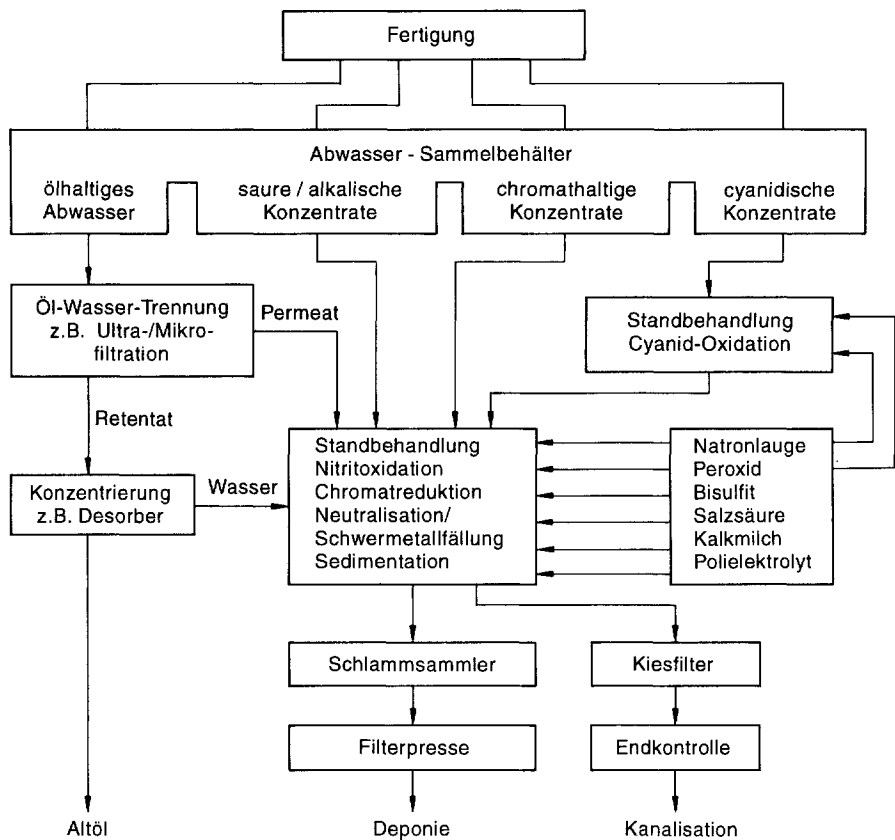 Fertigung
Abwasser - Sammelbehälter
ölhaltiges
Abwasser
saure / alkalische
Konzentrate
chromathaltige
Konzentrate
cyanidische
Konzentrate
Öl-Wasser-Trennung
z.B. Ultra-/Mikro-
filtration
Permeat
Standbehandlung
Cyanid-Oxidation
Retentat
Konzentrierung
z.B. Desorber
Wasser
Standbehandlung
Nitritoxidation
Chromatreduktion
Neutralisation/
Schwermetallfällung
Sedimentation
Natronlauge
Peroxid
Bisulfit
Salzsäure
Kalkmilch
Polielektrolyt
Schlammsammler
Kiesfilter
Filterpresse
Endkontrolle
Altöl
Deponie
Kanalisation